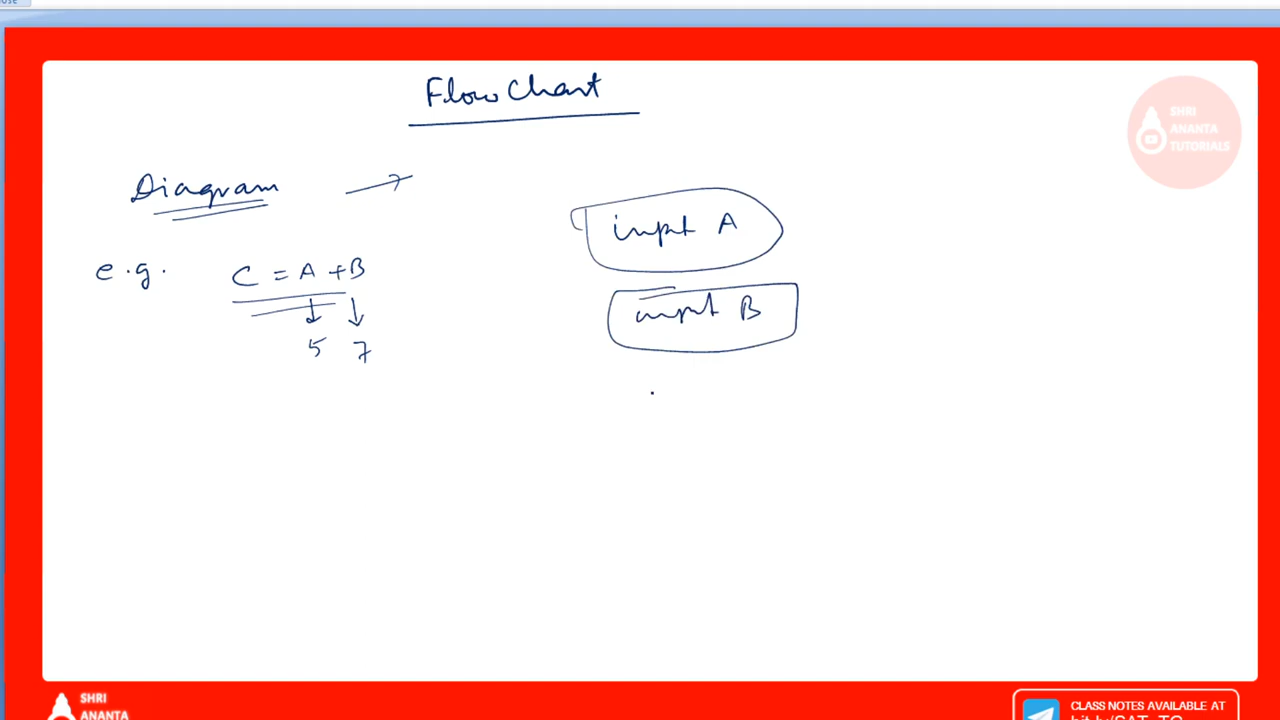 Flow Chart
SHRI
ANANTA
TUTORIALS
Diagram →
input A
e.g. C = A + B
input B
5 7
SHRI
ANANTA
CLASS NOTES AVAILABLE AT